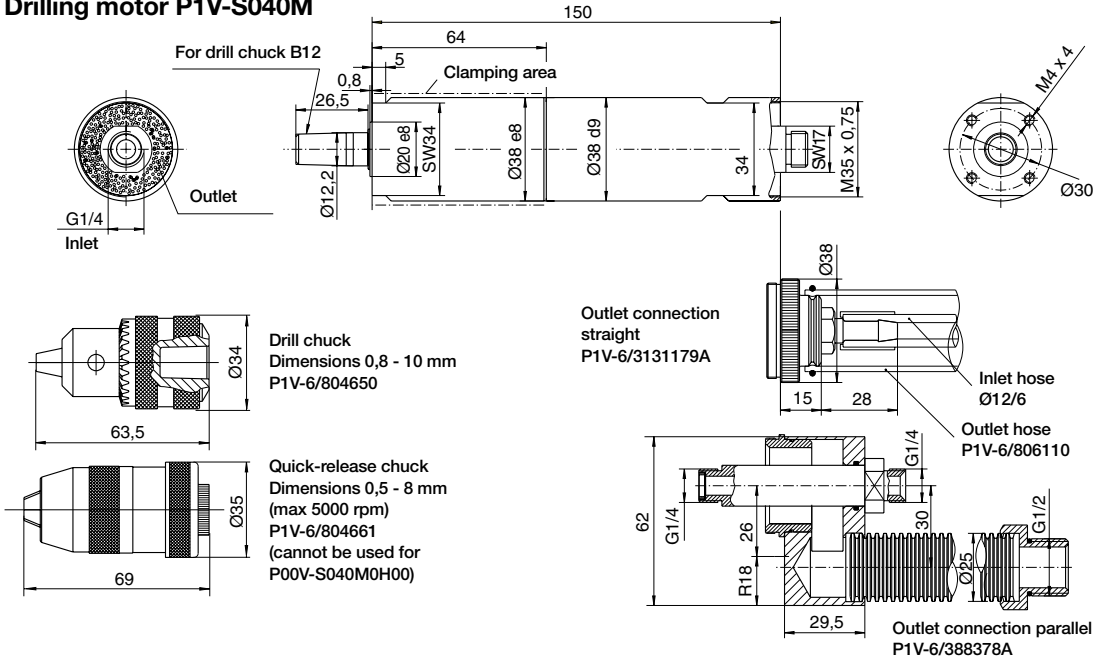 Drilling motor P1V-S040M
150
64
For drill chuck B12
5
Clamping area
0,8
26,5
M4 x 4
Ø12,2
Ø20 e8
SW34
Ø38 e8
Ø38 d9
34
SW17
M35 x 0,75
Ø30
Outlet
G1/4
Inlet
Ø38
Outlet connection
straight
P1V-6/3131179A
15
28
Inlet hose
Ø12/6
Outlet hose
P1V-6/806110
Drill chuck
Dimensions 0,8 - 10 mm
P1V-6/804650
Ø34
63,5
Quick-release chuck
Dimensions 0,5 - 8 mm
(max 5000 rpm)
P1V-6/804661
(cannot be used for
P00V-S040M0H00)
Ø35
69
62
G1/4
G1/4
26
30
R18
Ø25
G1/2
29,5
Outlet connection parallel
P1V-6/388378A